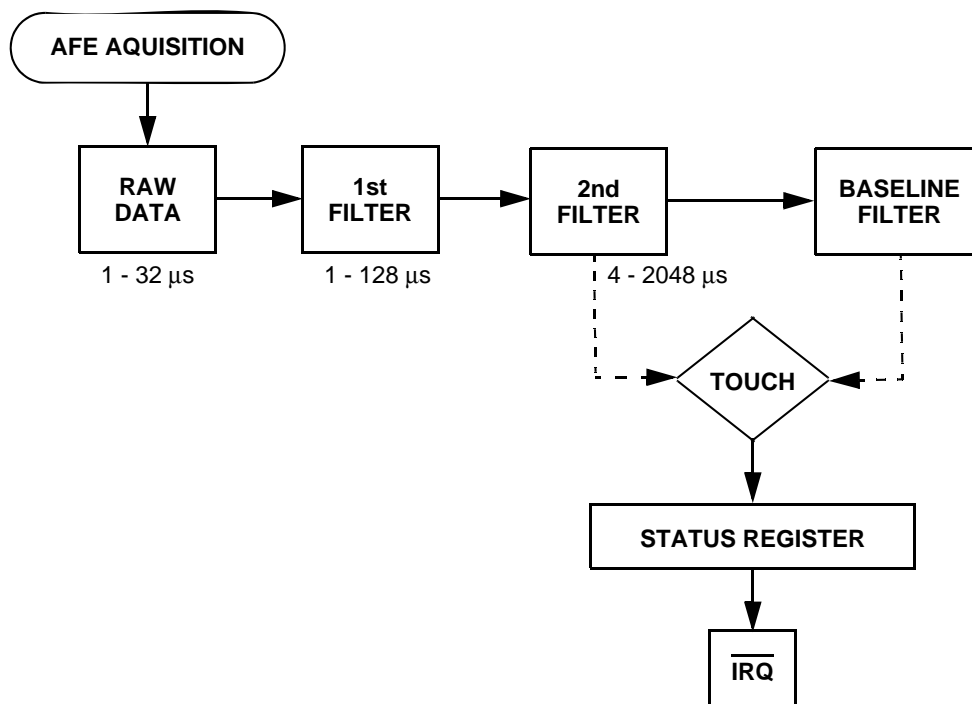 AFE AQUISITION
RAW
DATA
1st
FILTER
2nd
FILTER
BASELINE
FILTER
1 - 32 μs
1 - 128 μs
4 - 2048 μs
TOUCH
STATUS REGISTER
IRQ